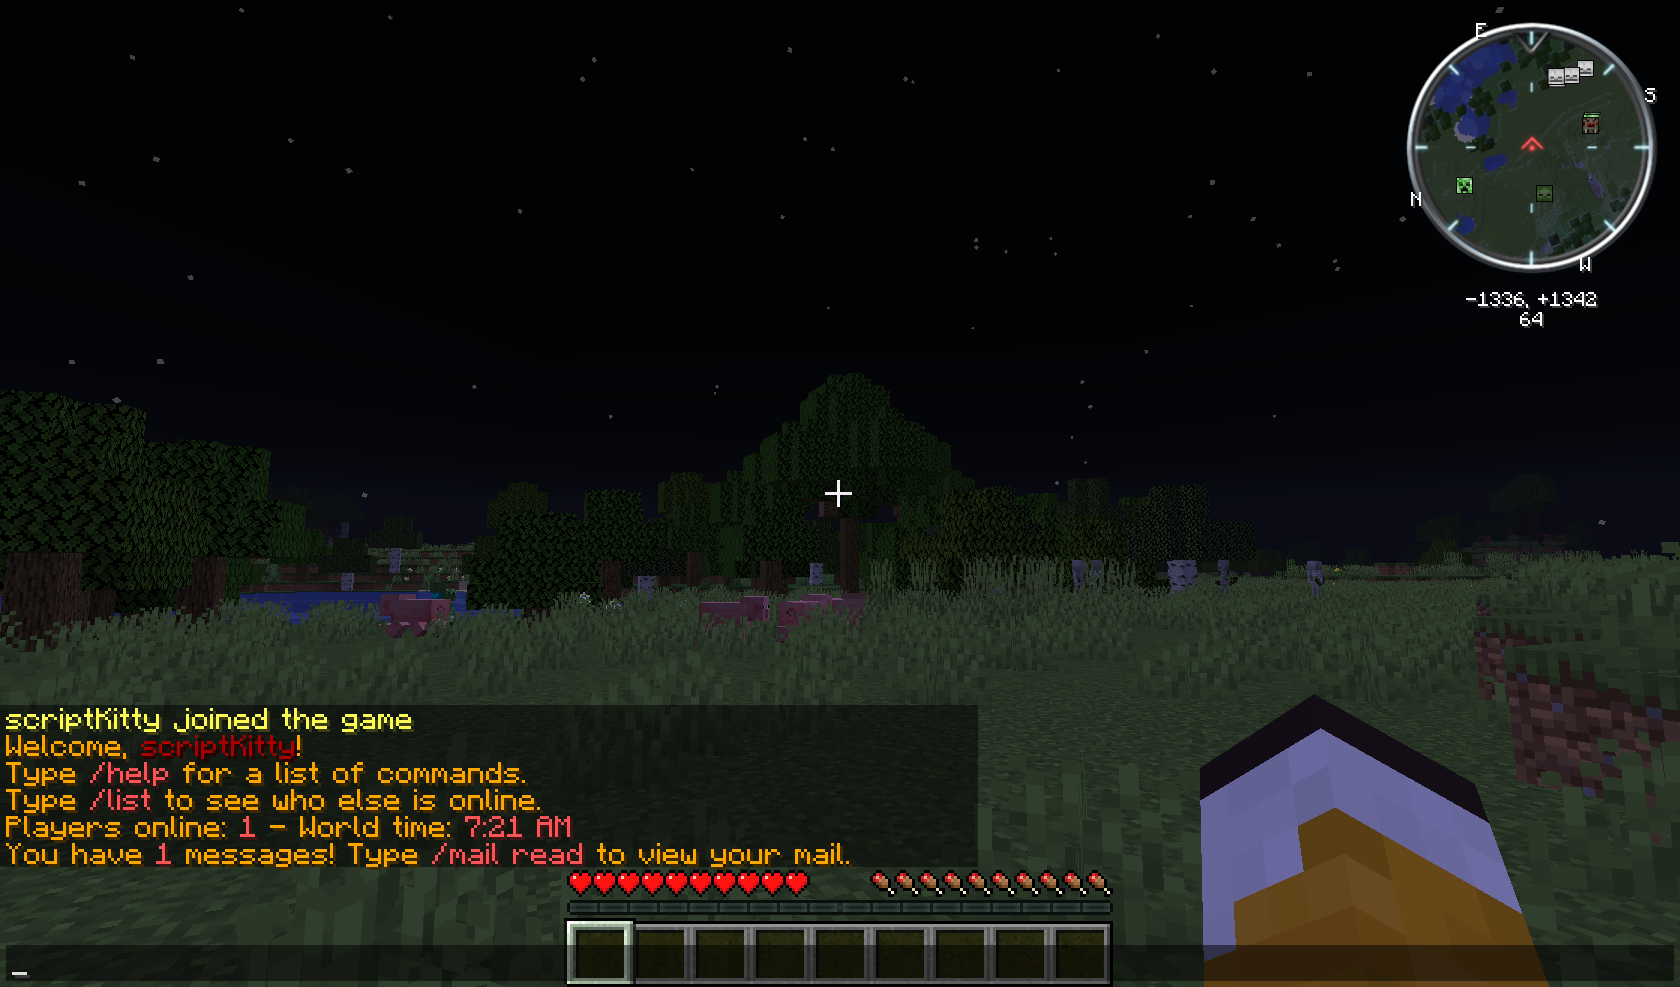 E
S
N
W
-1336, +1342
64
scriptKitty joined the game
Welcome, scriptKitty!
Type /help for a list of commands.
Type /list to see who else is online.
Players online: 1 - World time: 7:21 AM
You have 1 messages! Type /mail read to view your mail.
_